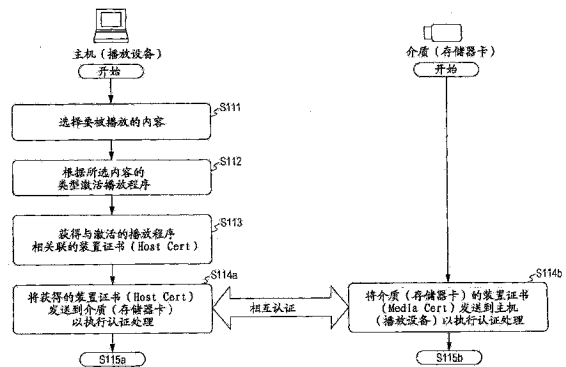 主机（播放设备）
开始
S111
选择要被播放的内容
S112
根据所选内容的
类型激活播放程序
S113
获得与激活的播放程序
相关联的装置证书（Host Cert）
S114a
将获得的装置证书（Host Cert）
发送到介质（存储器卡）
以执行认证处理
S115a
相互认证
介质（存储器卡）
开始
S114b
将介质（存储器卡）的装置证书
（Media Cert）发送到主机
（播放设备）以执行认证处理
S115b